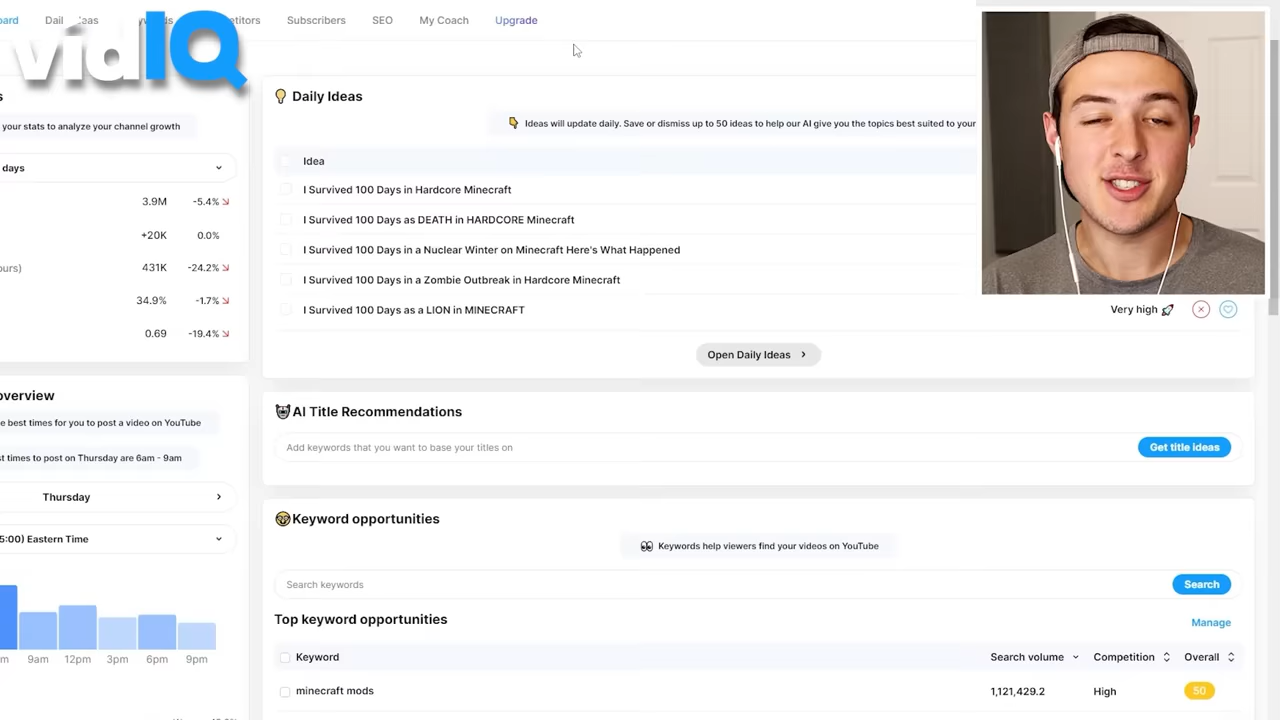 Subscribers
SEO
My Coach
Upgrade
vidIQ
your stats to analyze your channel growth
days
3.9M -5.4%
+20K 0.0%
431K -24.2%
34.9% -1.7%
0.69 -19.4%
overview
best times for you to post a video on YouTube
times to post on Thursday are 6am - 9am
Thursday
Eastern Time
9am 12pm 3pm 6pm 9pm
Daily Ideas
Ideas will update daily. Save or dismiss up to 50 ideas to help our AI give you the topics best suited to your
Idea
I Survived 100 Days in Hardcore Minecraft
I Survived 100 Days as DEATH in HARDCORE Minecraft
I Survived 100 Days in a Nuclear Winter on Minecraft Here's What Happened
I Survived 100 Days in a Zombie Outbreak in Hardcore Minecraft
I Survived 100 Days as a LION in MINECRAFT
Very high
Open Daily Ideas
AI Title Recommendations
Add keywords that you want to base your titles on
Get title ideas
Keyword opportunities
Keywords help viewers find your videos on YouTube
Search keywords
Search
Top keyword opportunities
Manage
Keyword Search volume Competition Overall
minecraft mods 1,121,429.2 High 50